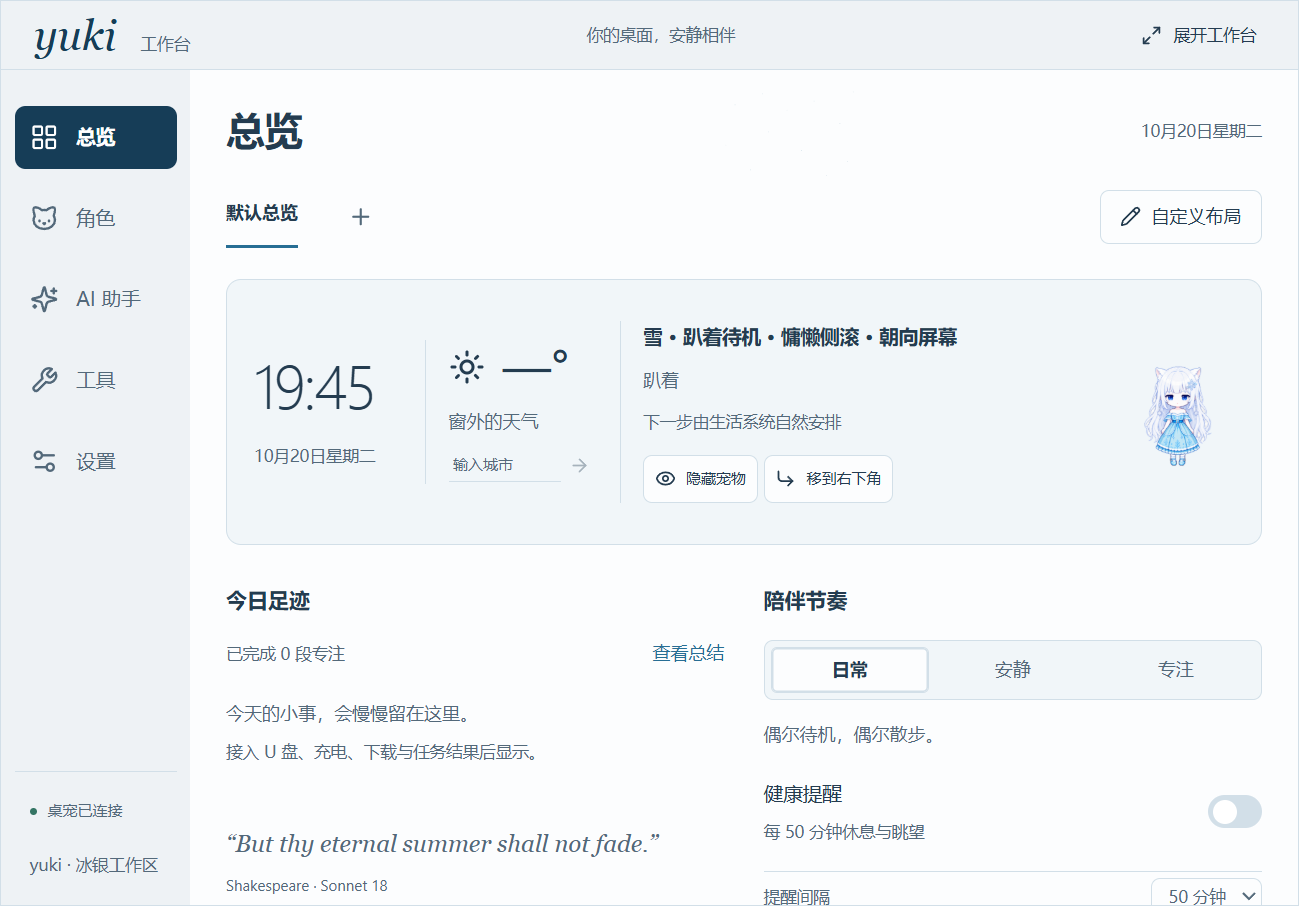 yuki 工作台
你的桌面，安静相伴
展开工作台
总览
角色
AI 助手
工具
设置
桌宠已连接
yuki · 冰银工作区
总览
10月20日星期二
默认总览
自定义布局
19:45
10月20日星期二
—°
窗外的天气
输入城市
雪 • 趴着待机 • 慵懒侧滚 • 朝向屏幕
趴着
下一步由生活系统自然安排
隐藏宠物
移到右下角
今日足迹
已完成 0 段专注
查看总结
今天的小事，会慢慢留在这里。
接入 U 盘、充电、下载与任务结果后显示。
“But thy eternal summer shall not fade.”
Shakespeare · Sonnet 18
陪伴节奏
日常
安静
专注
偶尔待机，偶尔散步。
健康提醒
每 50 分钟休息与眺望
提醒间隔
50 分钟